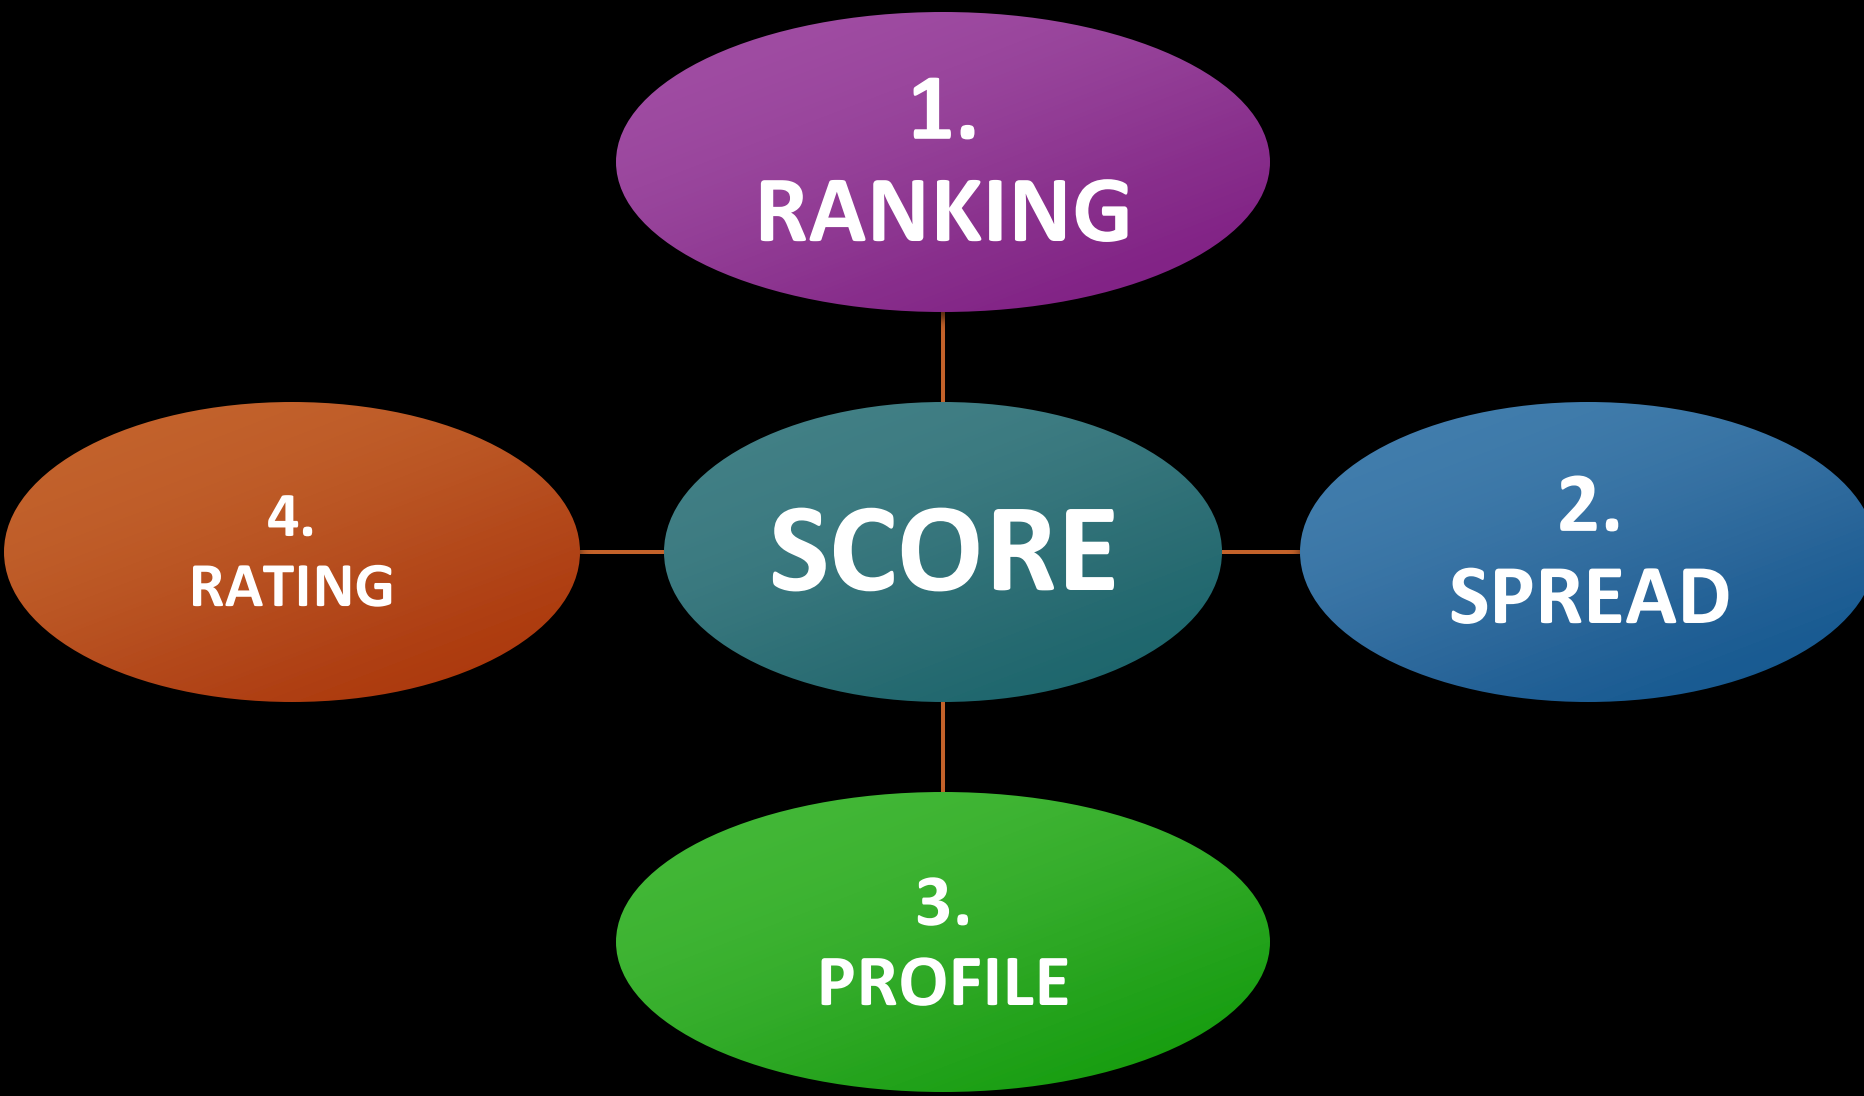 1.
RANKING
4.
RATING
SCORE
2.
SPREAD
3.
PROFILE